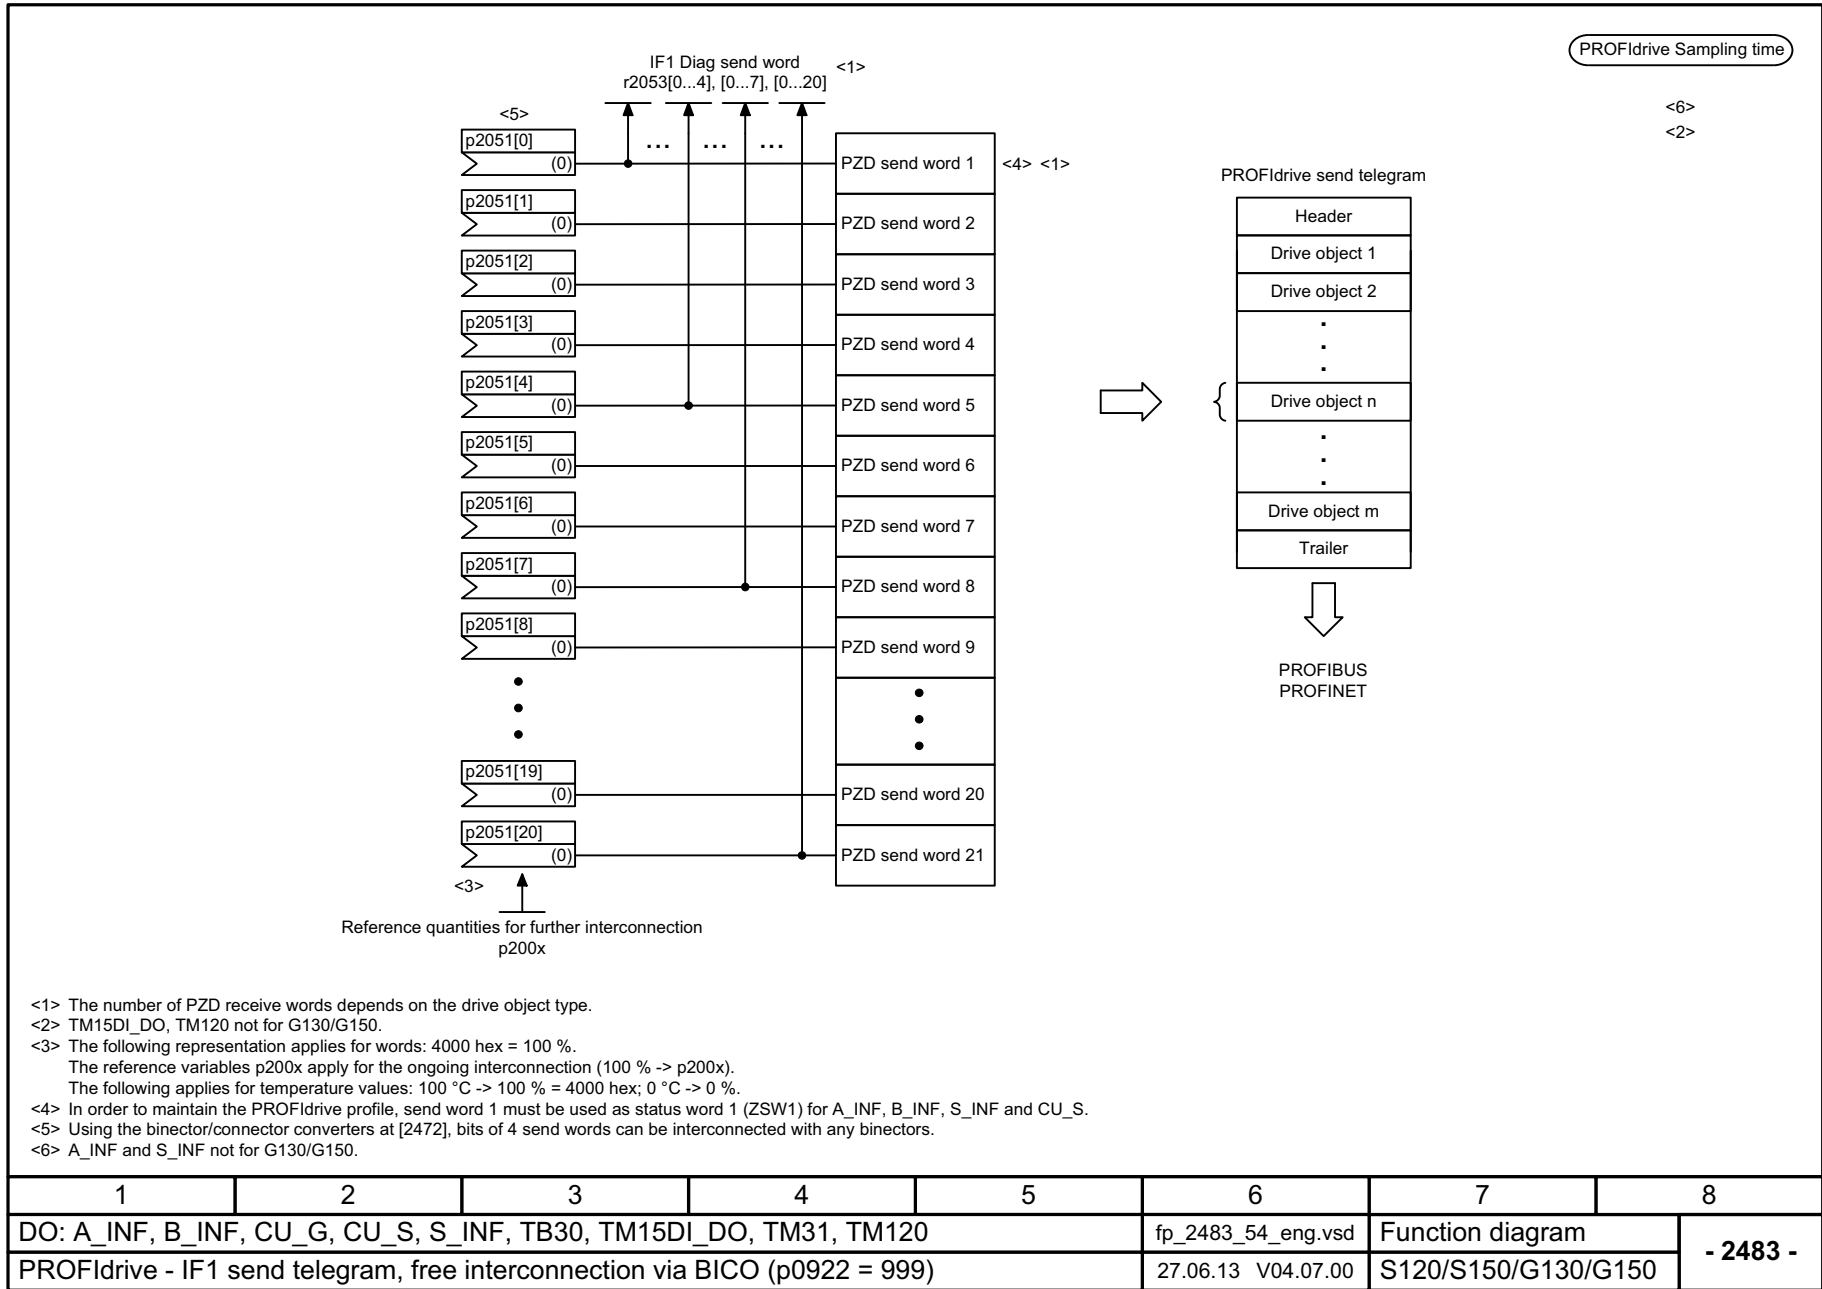 PROFIdrive Sampling time
<6>
<2>
IF1 Diag send word
r2053[0...4], [0...7], [0...20]
<1>
<5>
p2051[0]
(0)
PZD send word 1
<4> <1>
p2051[1]
(0)
PZD send word 2
p2051[2]
(0)
PZD send word 3
p2051[3]
(0)
PZD send word 4
p2051[4]
(0)
PZD send word 5
p2051[5]
(0)
PZD send word 6
p2051[6]
(0)
PZD send word 7
p2051[7]
(0)
PZD send word 8
p2051[8]
(0)
PZD send word 9
p2051[19]
(0)
PZD send word 20
p2051[20]
(0)
PZD send word 21
<3>
Reference quantities for further interconnection
p200x
PROFIdrive send telegram
Header
Drive object 1
Drive object 2
Drive object n
Drive object m
Trailer
PROFIBUS
PROFINET
<1> The number of PZD receive words depends on the drive object type.
<2> TM15DI_DO, TM120 not for G130/G150.
<3> The following representation applies for words: 4000 hex = 100 %.
The reference variables p200x apply for the ongoing interconnection (100 % -> p200x).
The following applies for temperature values: 100 °C -> 100 % = 4000 hex; 0 °C -> 0 %.
<4> In order to maintain the PROFIdrive profile, send word 1 must be used as status word 1 (ZSW1) for A_INF, B_INF, S_INF and CU_S.
<5> Using the binector/connector converters at [2472], bits of 4 send words can be interconnected with any binectors.
<6> A_INF and S_INF not for G130/G150.
1 2 3 4 5 6 7 8
DO: A_INF, B_INF, CU_G, CU_S, S_INF, TB30, TM15DI_DO, TM31, TM120
fp_2483_54_eng.vsd
Function diagram
- 2483 -
PROFIdrive - IF1 send telegram, free interconnection via BICO (p0922 = 999)
27.06.13 V04.07.00
S120/S150/G130/G150